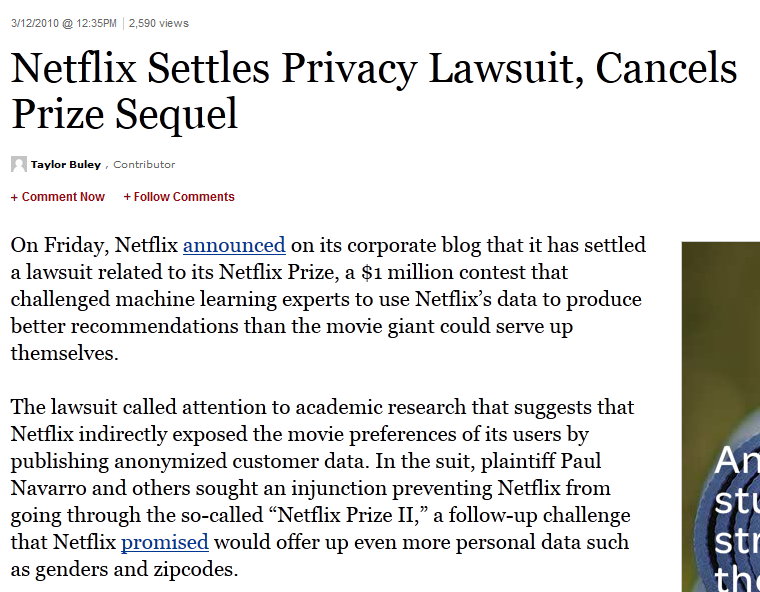 3/12/2010 @ 12:35PM | 2,590 views
Netflix Settles Privacy Lawsuit, Cancels
Prize Sequel
Taylor Buley , Contributor
+ Comment Now + Follow Comments
On Friday, Netflix announced on its corporate blog that it has settled
a lawsuit related to its Netflix Prize, a $1 million contest that
challenged machine learning experts to use Netflix’s data to produce
better recommendations than the movie giant could serve up
themselves.
The lawsuit called attention to academic research that suggests that
Netflix indirectly exposed the movie preferences of its users by
publishing anonymized customer data. In the suit, plaintiff Paul
Navarro and others sought an injunction preventing Netflix from
going through the so-called “Netflix Prize II,” a follow-up challenge
that Netflix promised would offer up even more personal data such
as genders and zipcodes.
An
stu
str
the